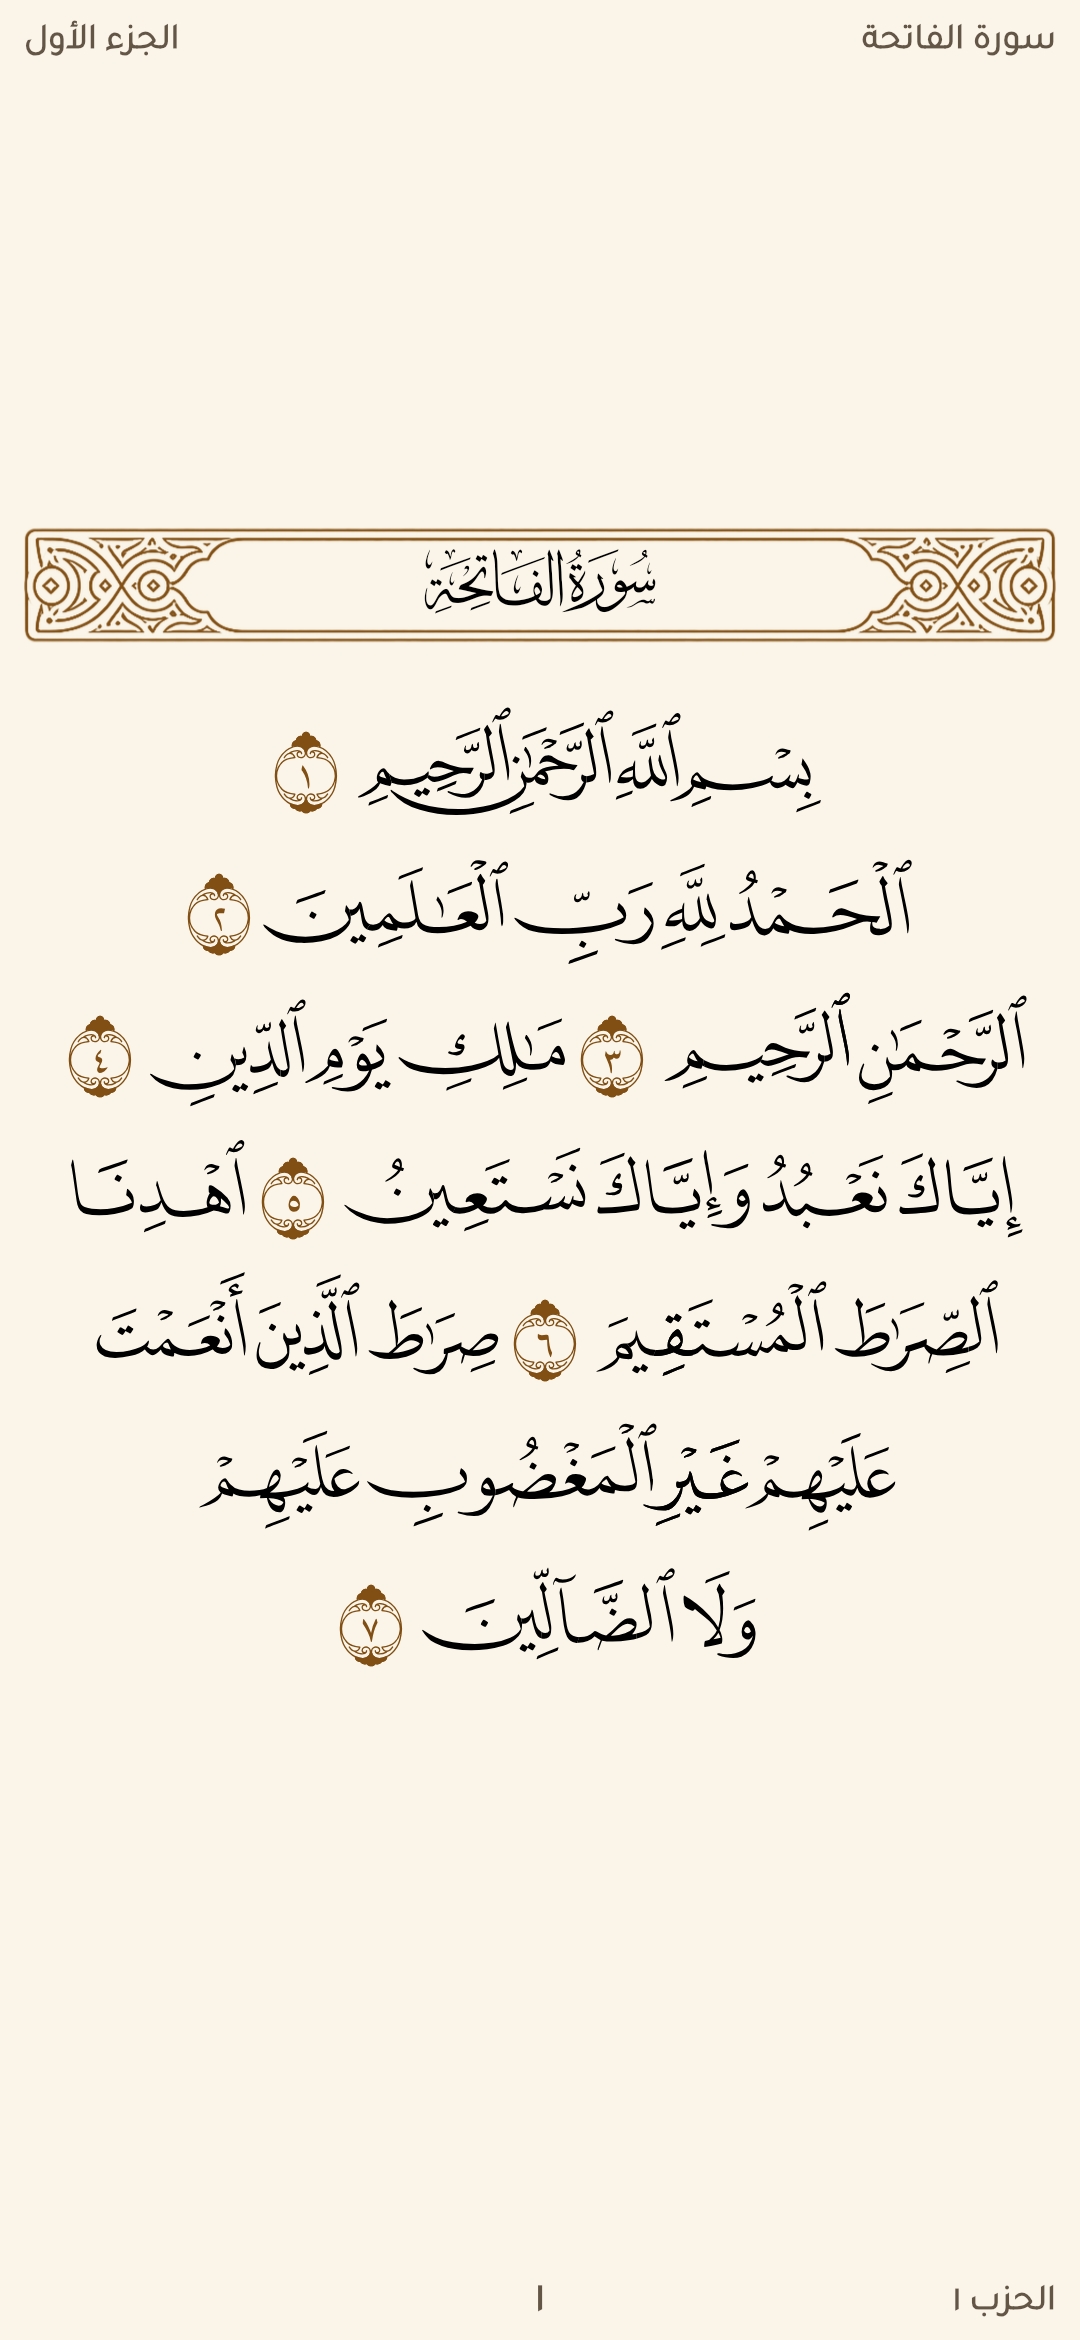 سورة الفاتحة
الجزء الأول
سُورَةُ الفَاتِحَةِ
بِسْمِ ٱللَّهِ ٱلرَّحْمَٰنِ ٱلرَّحِيمِ ١
ٱلْحَمْدُ لِلَّهِ رَبِّ ٱلْعَٰلَمِينَ ٢
ٱلرَّحْمَٰنِ ٱلرَّحِيمِ ٣ مَٰلِكِ يَوْمِ ٱلدِّينِ ٤
إِيَّاكَ نَعْبُدُ وَإِيَّاكَ نَسْتَعِينُ ٥ ٱهْدِنَا
ٱلصِّرَٰطَ ٱلْمُسْتَقِيمَ ٦ صِرَٰطَ ٱلَّذِينَ أَنْعَمْتَ
عَلَيْهِمْ غَيْرِ ٱلْمَغْضُوبِ عَلَيْهِمْ
وَلَا ٱلضَّآلِّينَ ٧
الحزب ١
١